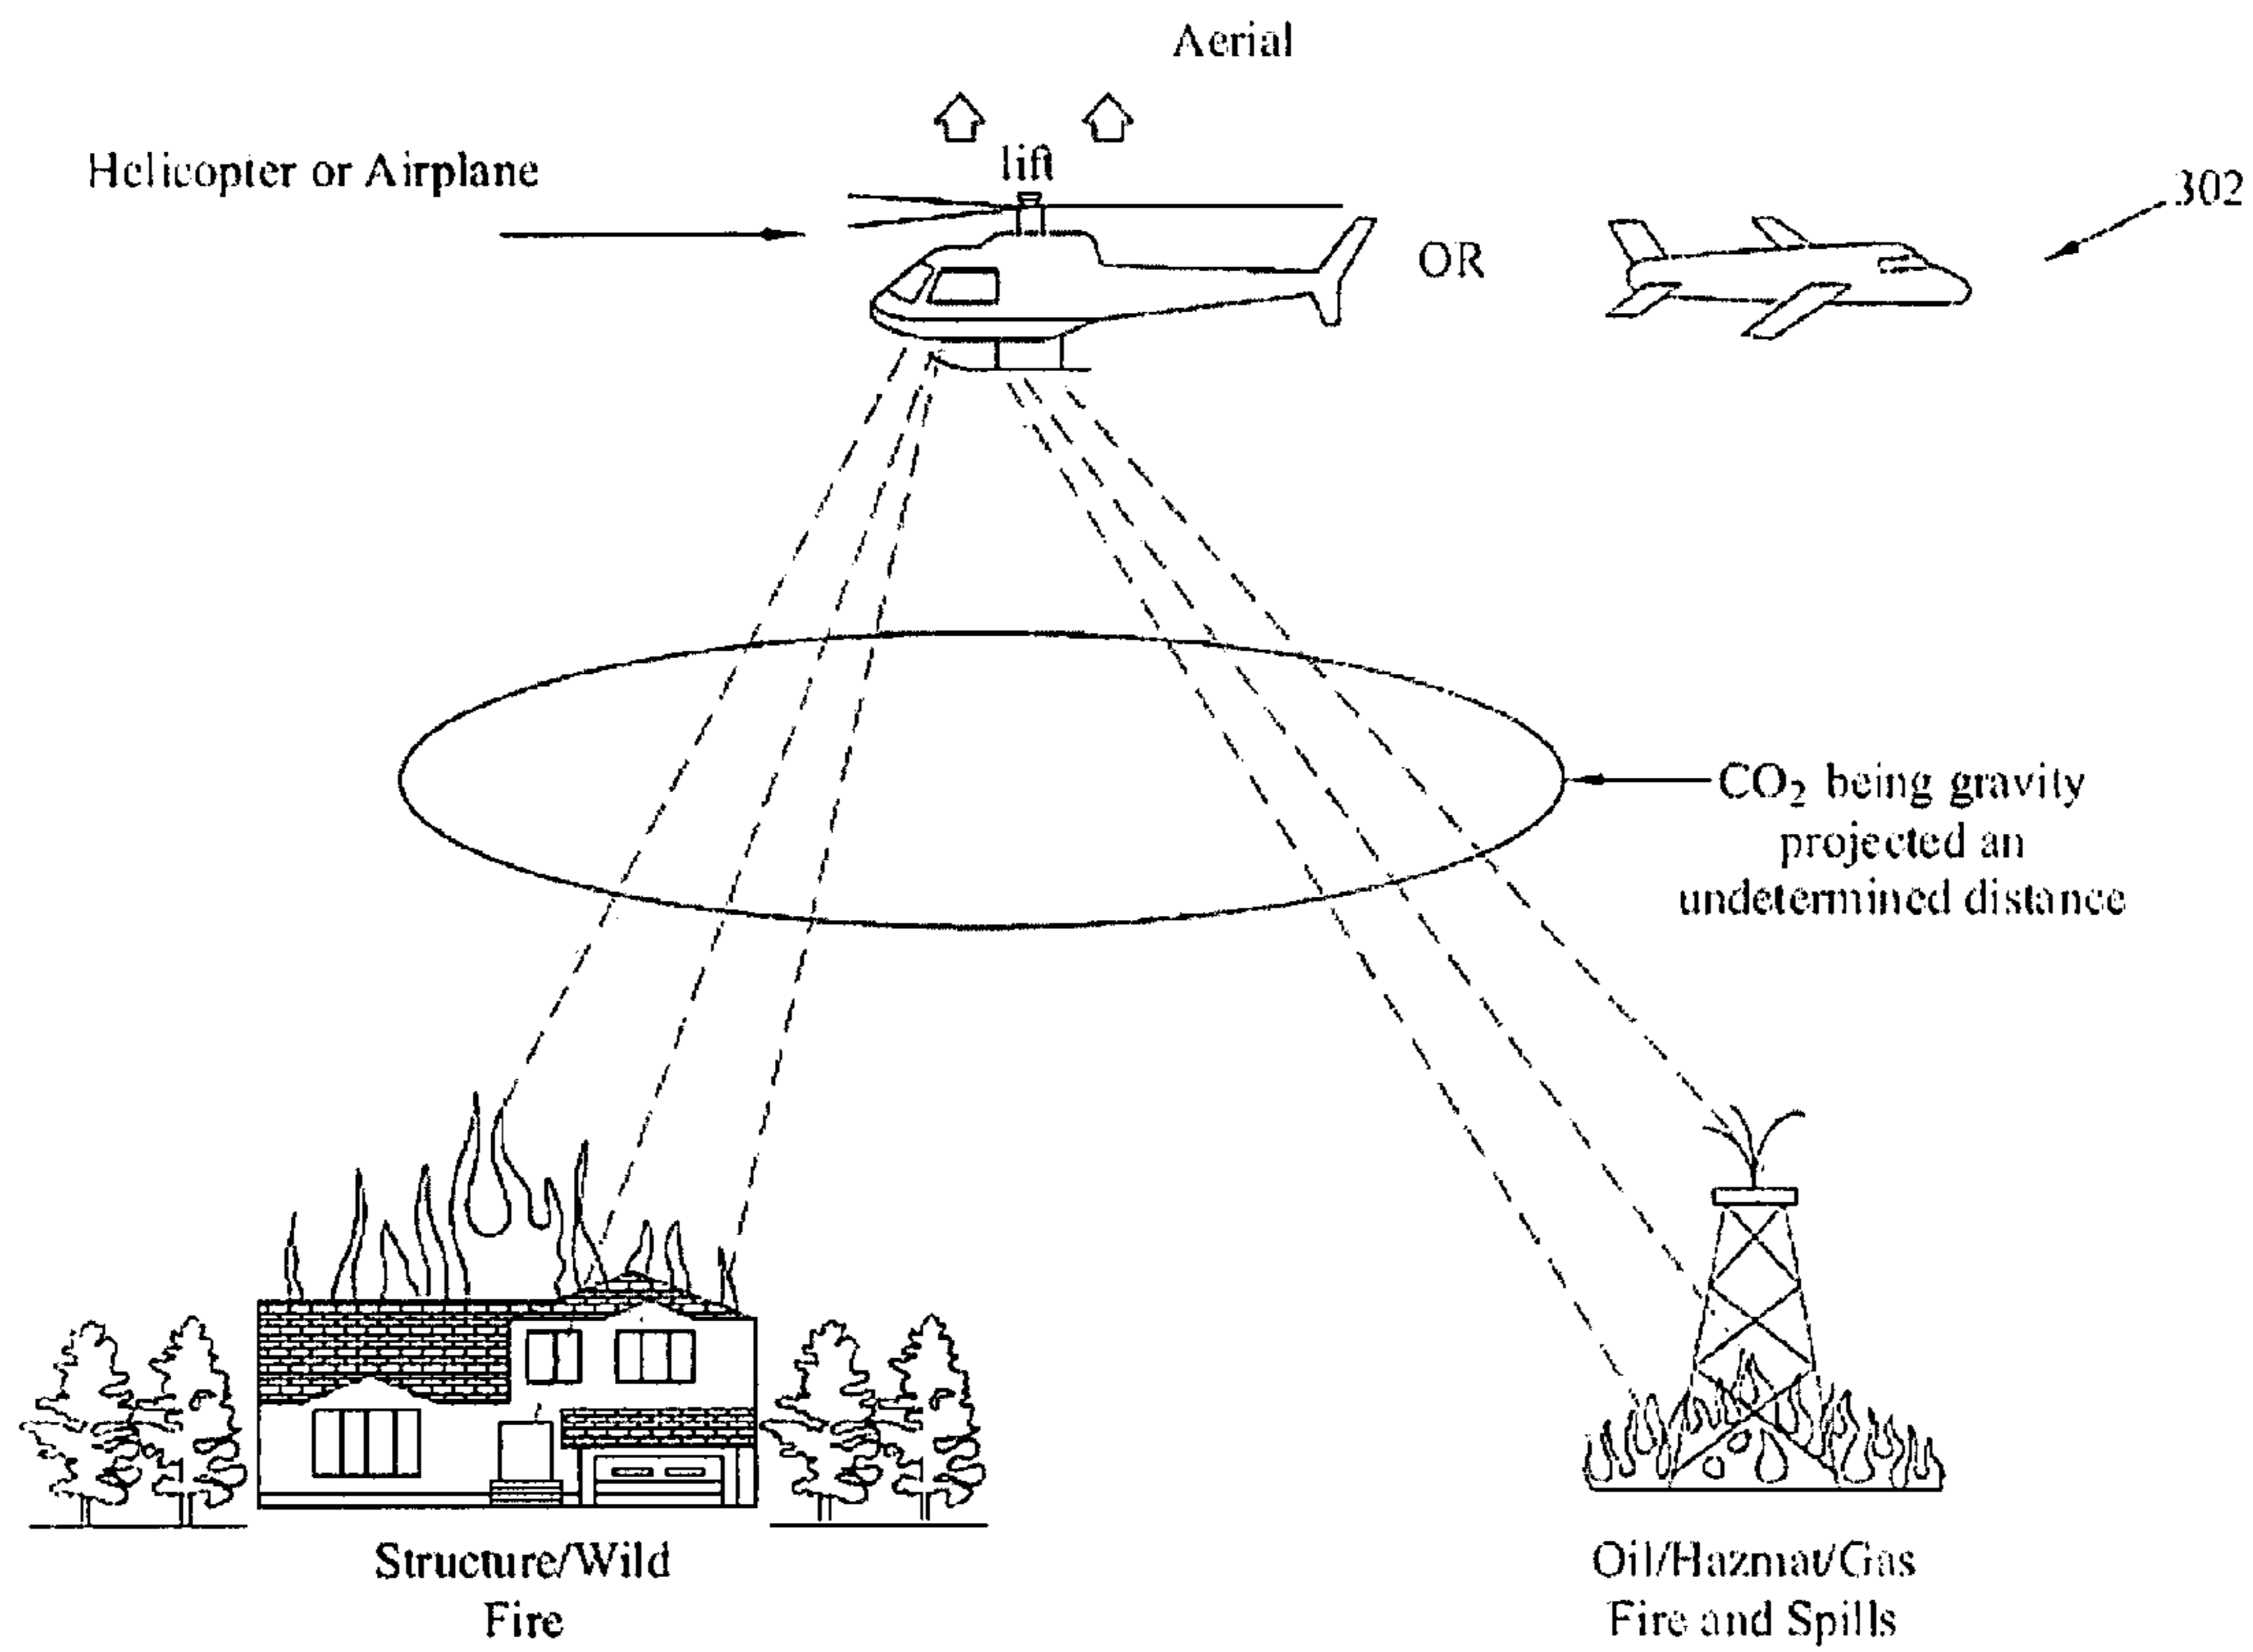 Aerial
lift
Helicopter or Airplane
302
OR
CO₂ being gravity
projected an
undetermined distance
Structure/Wild
Fire
Oil/Hazmat/Gas
Fire and Spills